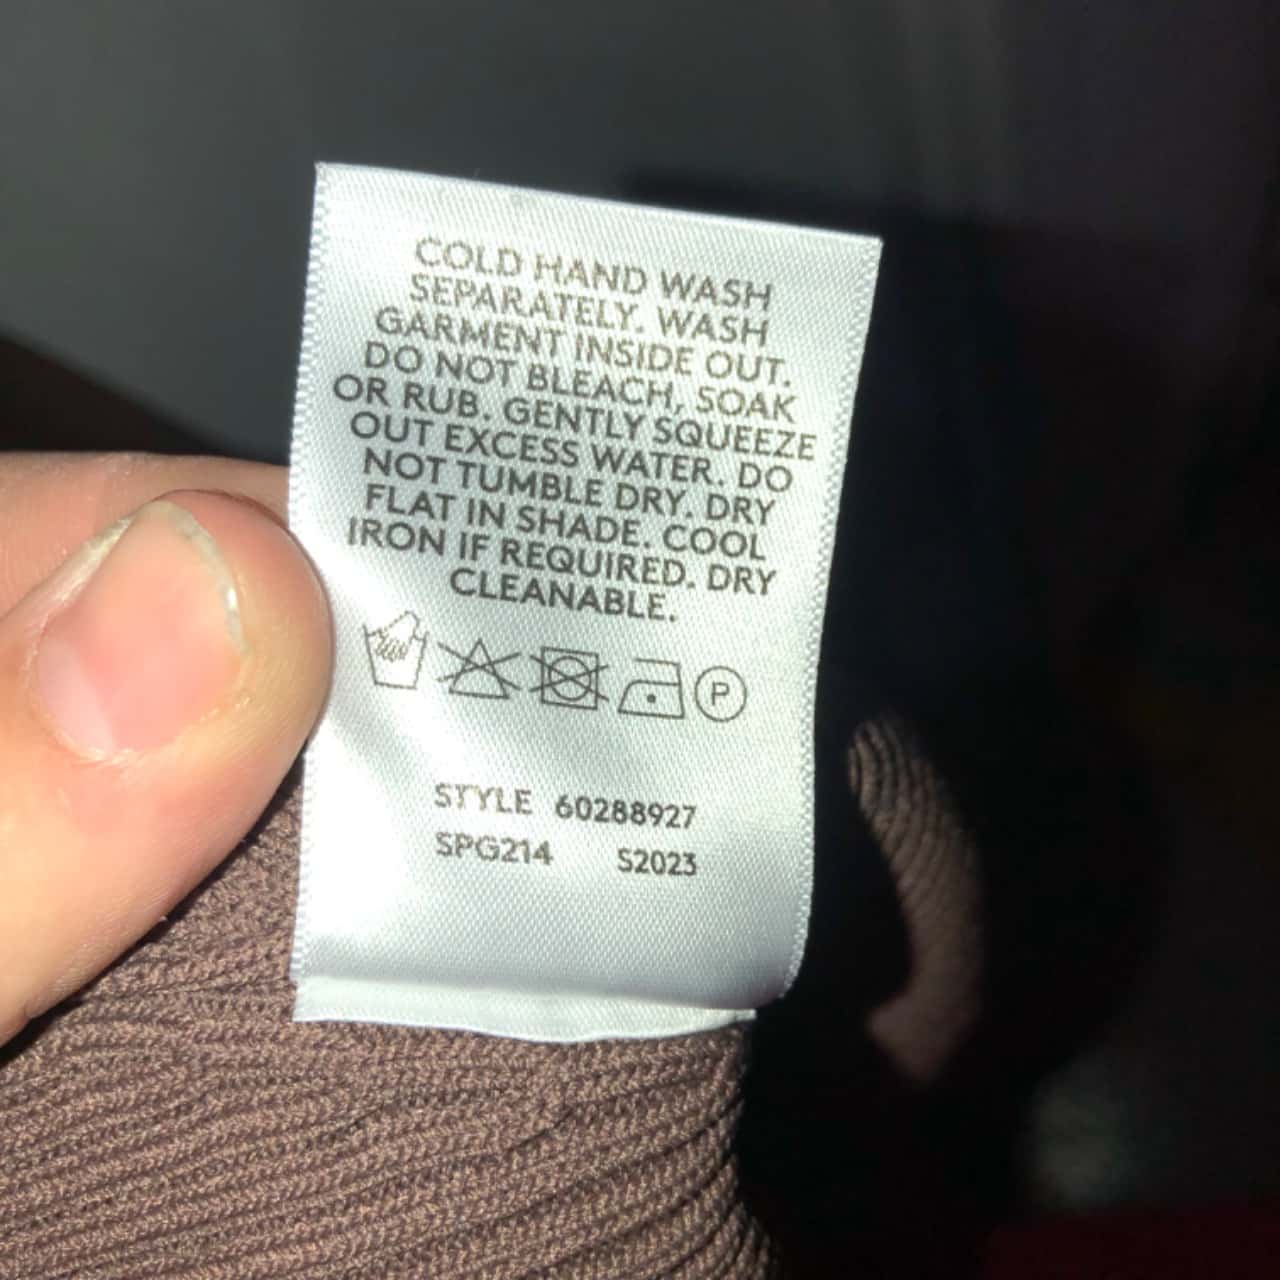 COLD HAND WASH
SEPARATELY. WASH
GARMENT INSIDE OUT.
DO NOT BLEACH, SOAK
OR RUB. GENTLY SQUEEZE
OUT EXCESS WATER. DO
NOT TUMBLE DRY. DRY
FLAT IN SHADE. COOL
IRON IF REQUIRED. DRY
CLEANABLE.
P
STYLE 60288927
SPG214 S2023